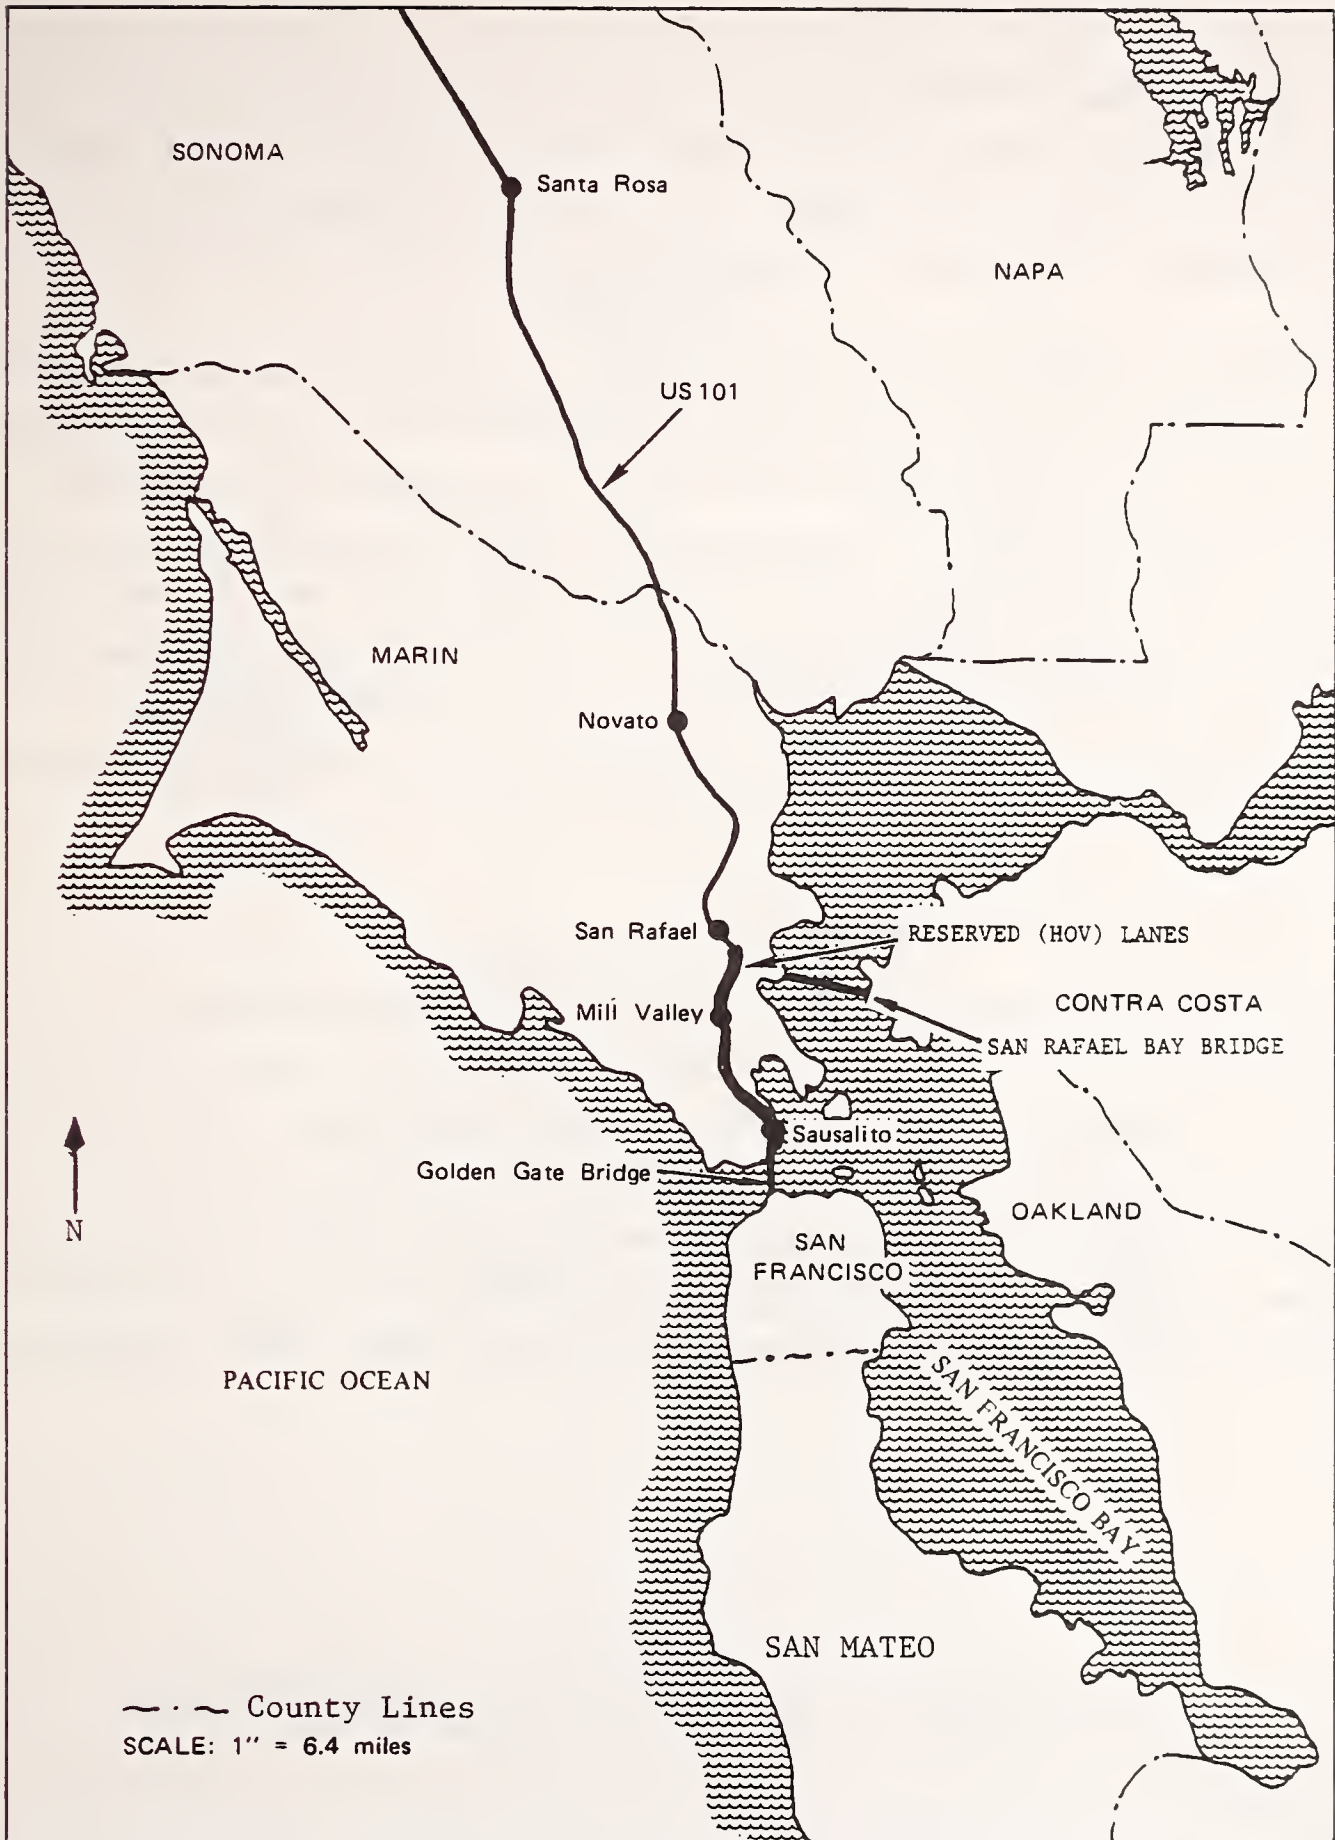 SONOMA
Santa Rosa
NAPA
US 101
MARIN
Novato
San Rafael
RESERVED (HOV) LANES
CONTRA COSTA
Mill Valley
SAN RAFAEL BAY BRIDGE
Sausalito
Golden Gate Bridge
OAKLAND
N
SAN
FRANCISCO
PACIFIC OCEAN
SAN FRANCISCO BAY
SAN MATEO
County Lines
SCALE: 1" = 6.4 miles